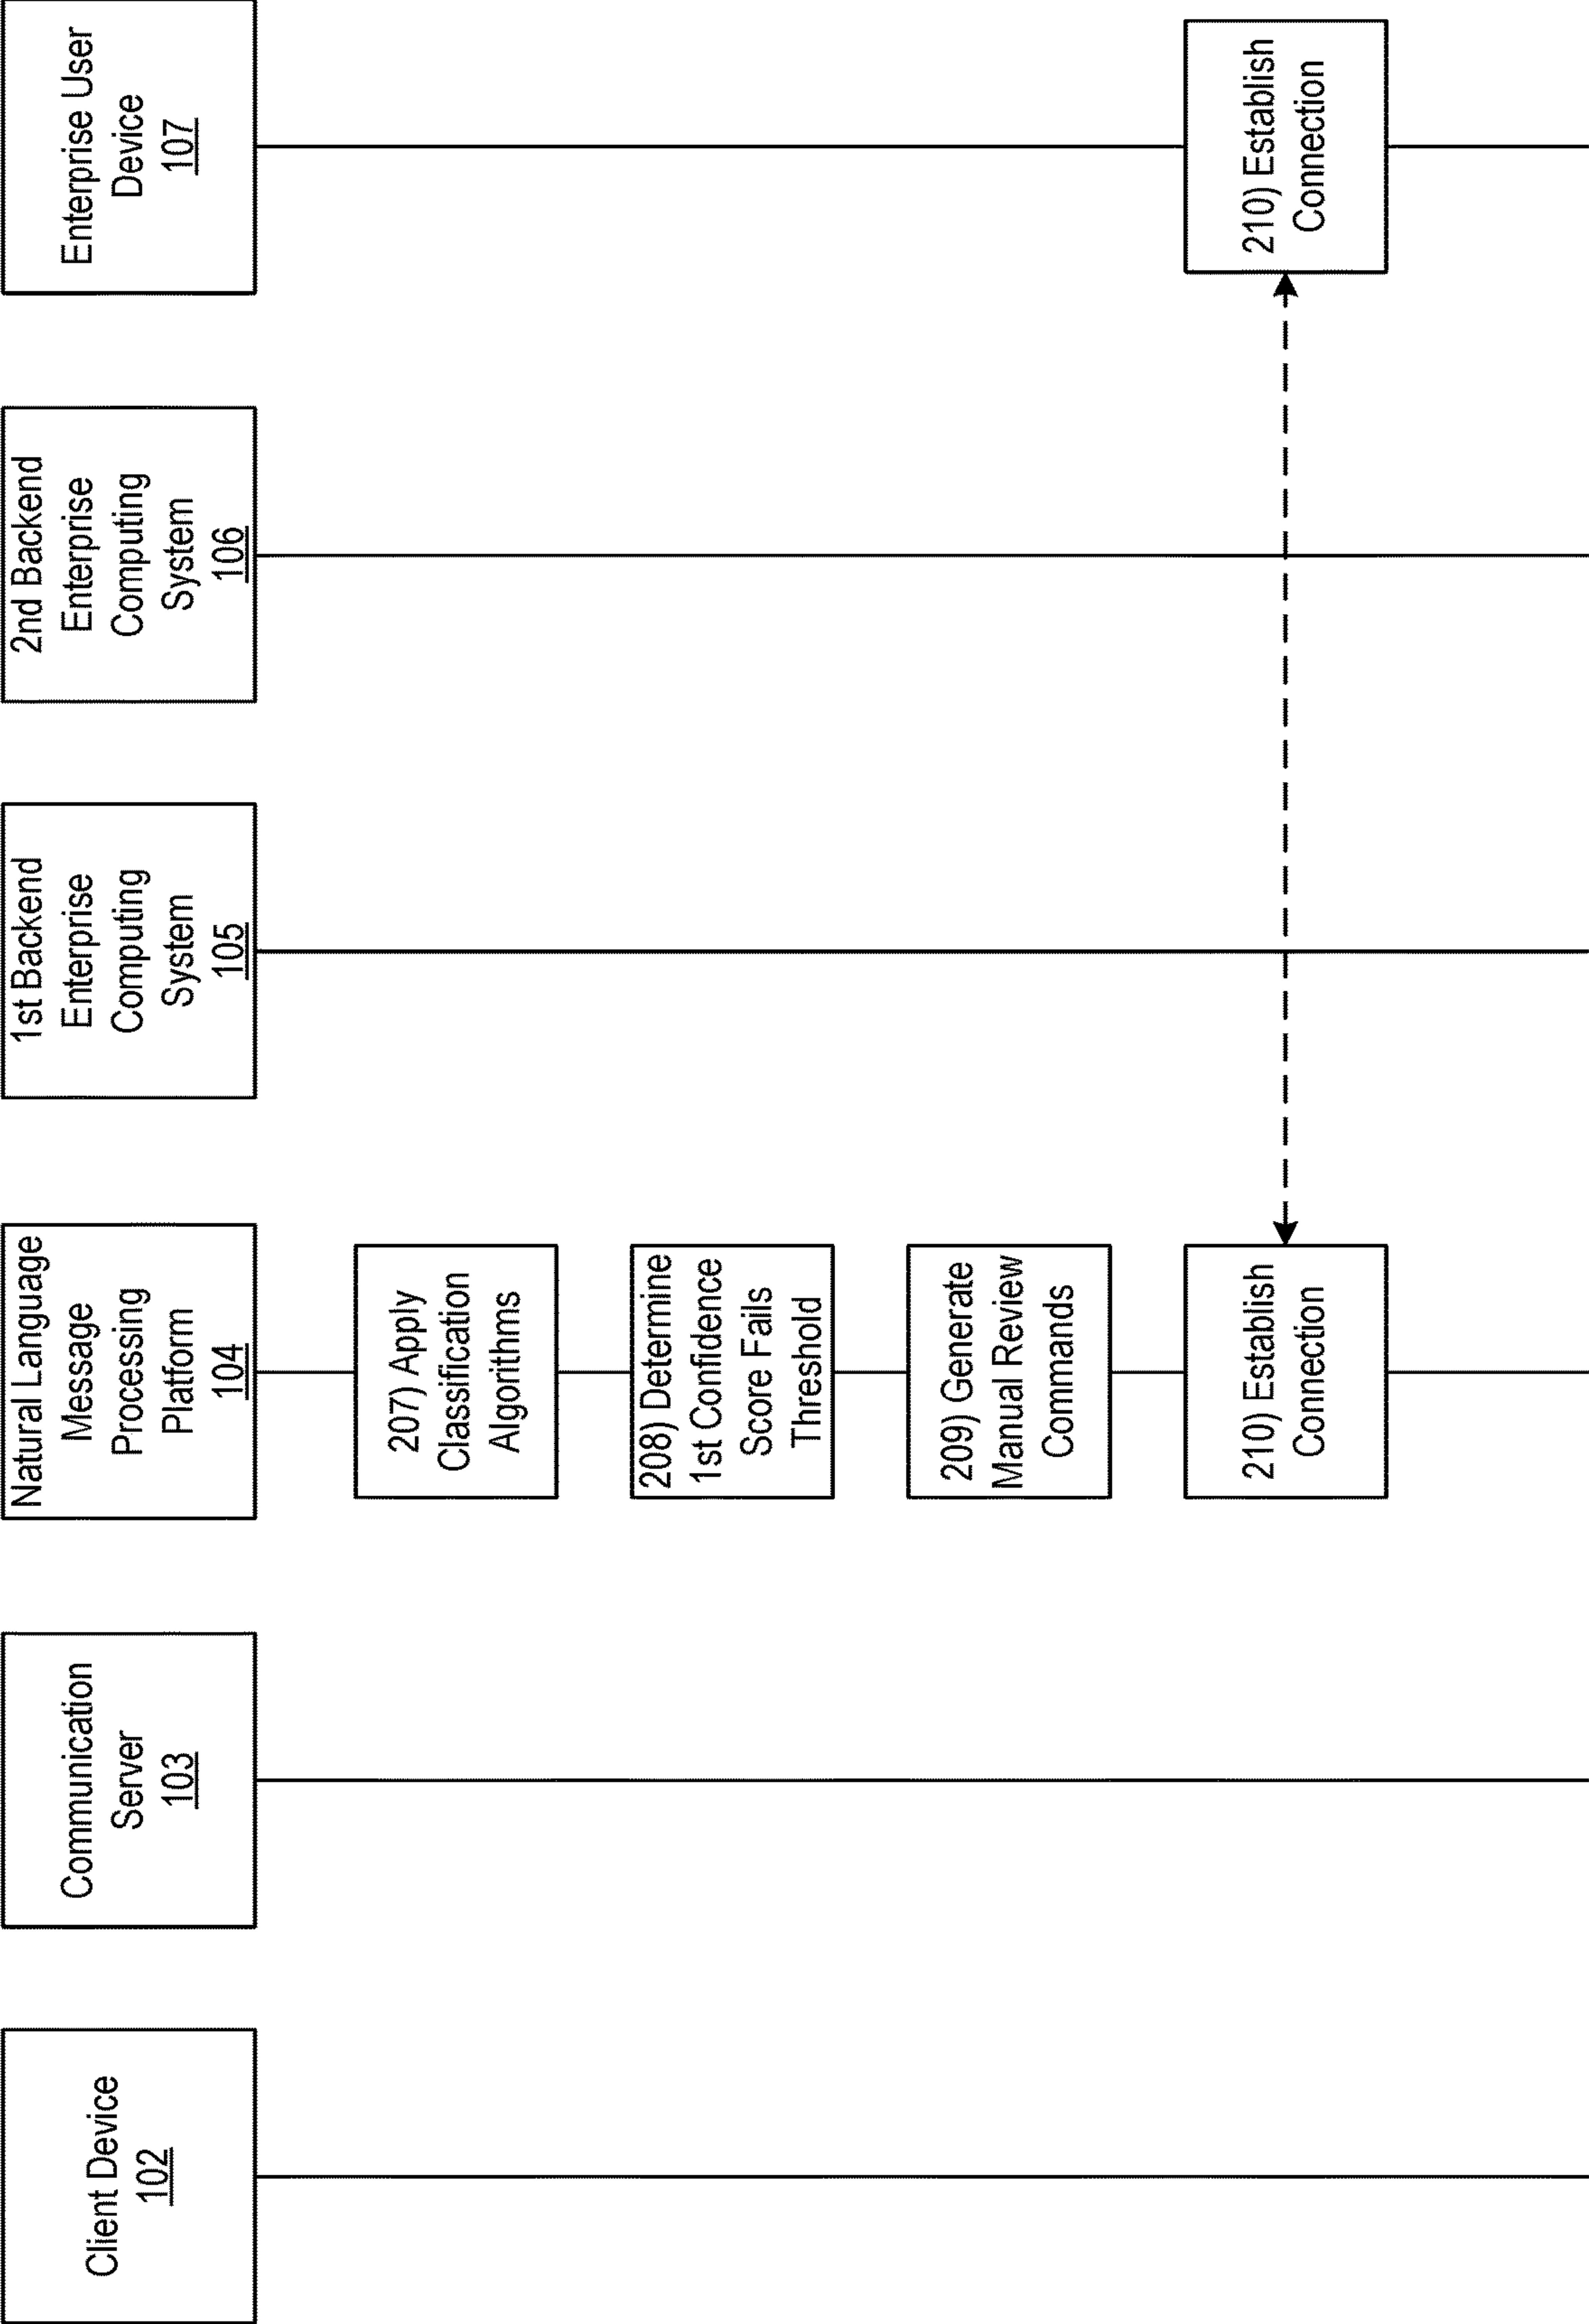 Client Device
102
Communication
Server
103
Natural Language
Message
Processing
Platform
104
1st Backend
Enterprise
Computing
System
105
2nd Backend
Enterprise
Computing
System
106
Enterprise User
Device
107
207) Apply
Classification
Algorithms
208) Determine
1st Confidence
Score Fails
Threshold
209) Generate
Manual Review
Commands
210) Establish
Connection
210) Establish
Connection